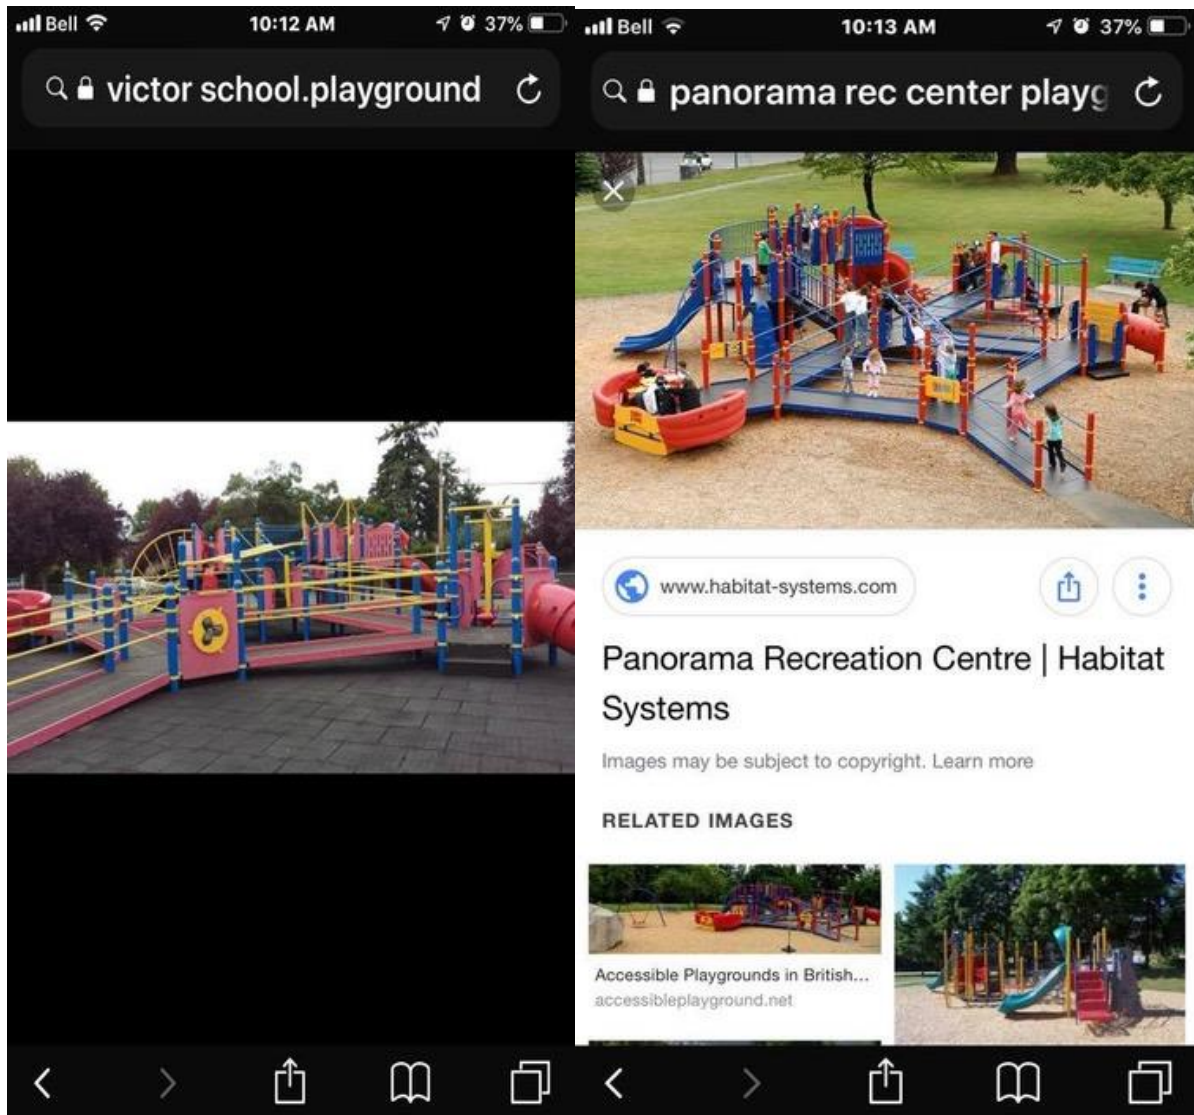 Bell 10:12 AM 37%
victor school.playground
Bell 10:13 AM 37%
panorama rec center playg
www.habitat-systems.com
Panorama Recreation Centre | Habitat
Systems
Images may be subject to copyright. Learn more
RELATED IMAGES
Accessible Playgrounds in British...
accessibleplayground.net